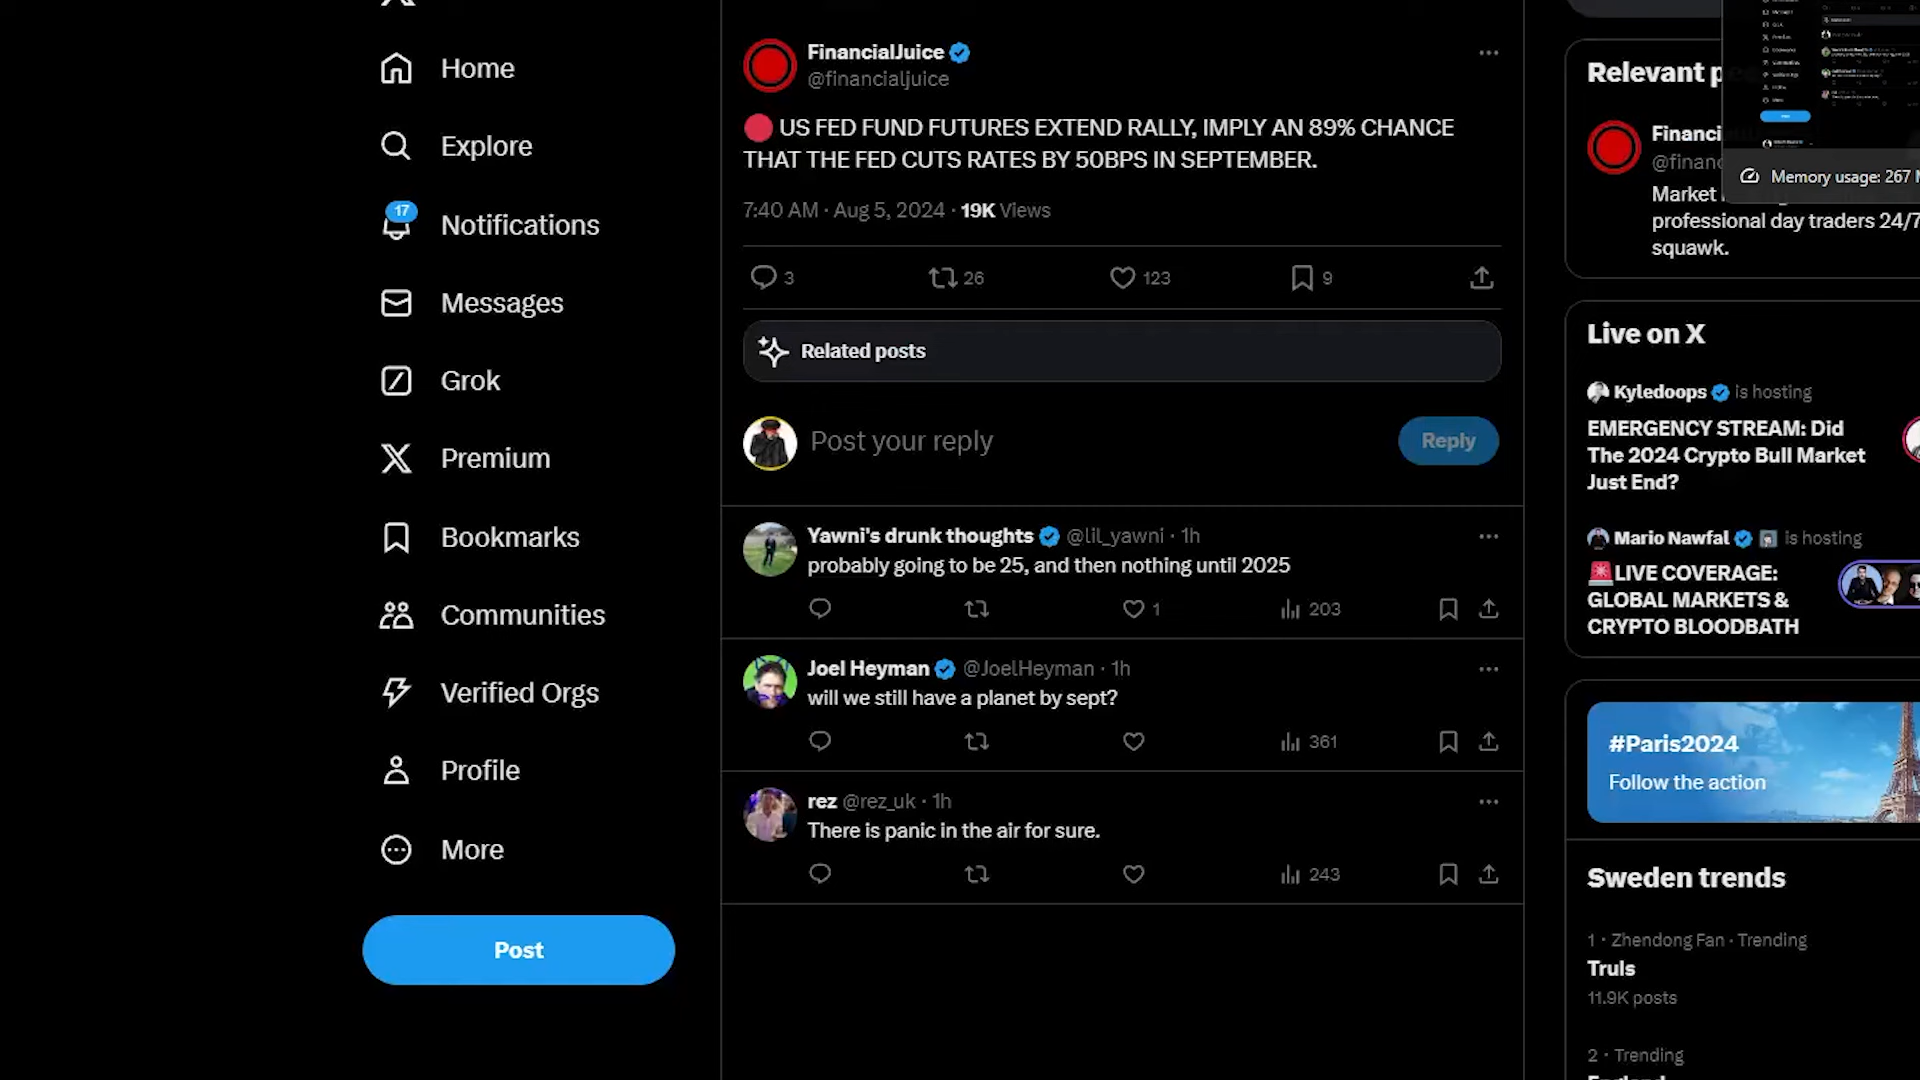 Home
Explore
17
Notifications
Messages
Grok
Premium
Bookmarks
Communities
Verified Orgs
Profile
More
Post
FinancialJuice
@financialjuice
US FED FUND FUTURES EXTEND RALLY, IMPLY AN 89% CHANCE
THAT THE FED CUTS RATES BY 50BPS IN SEPTEMBER.
7:40 AM · Aug 5, 2024 · 19K Views
3 26 123 9
Related posts
Post your reply
Reply
Yawni's drunk thoughts @lil_yawni · 1h
probably going to be 25, and then nothing until 2025
1 203
Joel Heyman @JoelHeyman · 1h
will we still have a planet by sept?
361
rez @rez_uk · 1h
There is panic in the air for sure.
243
Relevant
Memory usage: 267
Market
professional day traders 24/7
squawk.
Live on X
Kyledoops is hosting
EMERGENCY STREAM: Did
The 2024 Crypto Bull Market
Just End?
Mario Nawfal is hosting
LIVE COVERAGE:
GLOBAL MARKETS &
CRYPTO BLOODBATH
#Paris2024
Follow the action
Sweden trends
1 · Zhendong Fan · Trending
Truls
11.9K posts
2 · Trending